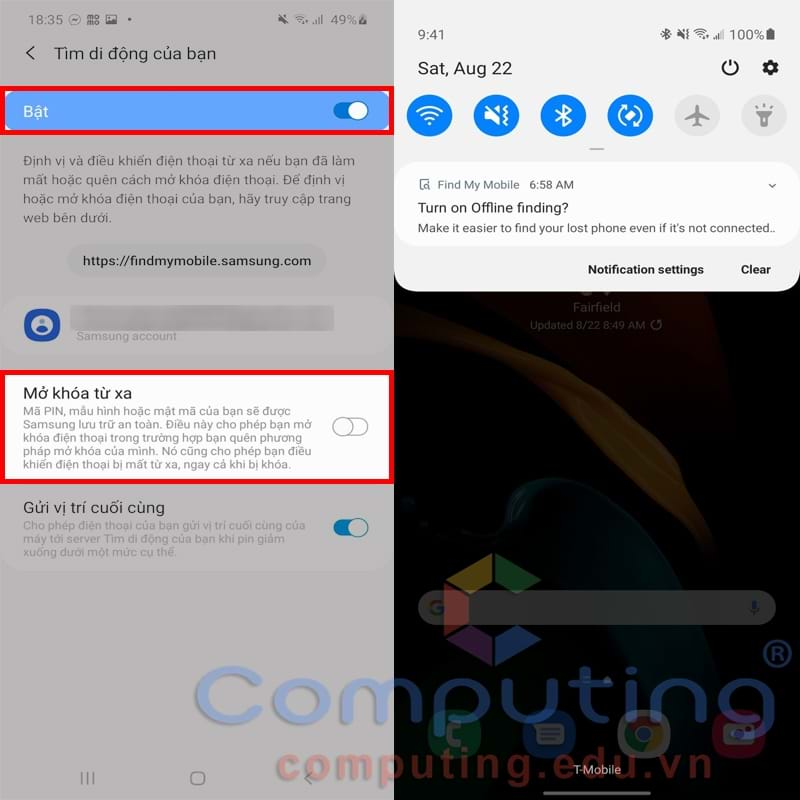 18:35
49%
Tìm di động của bạn
Bật
Định vị và điều khiển điện thoại từ xa nếu bạn đã làm
mất hoặc quên cách mở khóa điện thoại. Để định vị
hoặc mở khóa điện thoại của bạn, hãy truy cập trang
web bên dưới.
https://findmymobile.samsung.com
Samsung account
Mở khóa từ xa
Mã PIN, mẫu hình hoặc mật mã của bạn sẽ được
Samsung lưu trữ an toàn. Điều này cho phép bạn mở
khóa điện thoại trong trường hợp bạn quên phương
pháp mở khóa của mình. Nó cũng cho phép bạn điều
khiển điện thoại bị mất từ xa, ngay cả khi bị khóa.
Gửi vị trí cuối cùng
Cho phép điện thoại của bạn gửi vị trí cuối cùng của
máy tới server Tìm di động của bạn khi pin giảm
xuống dưới một mức cụ thể.
9:41
100%
Sat, Aug 22
Find My Mobile 6:58 AM
Turn on Offline finding?
Make it easier to find your lost phone even if it's not connected..
Notification settings Clear
Fairfield
Updated 8/22 8:49 AM
T-Mobile
Computing®
computing.edu.vn